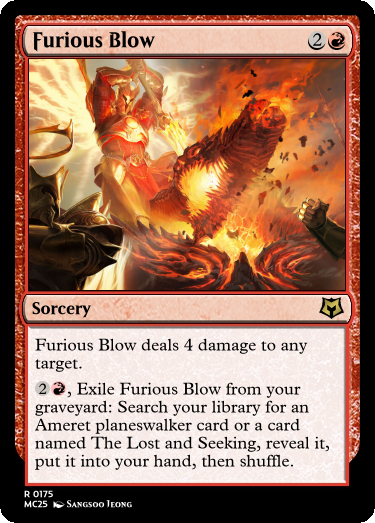 Furious Blow 2
Sorcery
Furious Blow deals 4 damage to any
target.
2, Exile Furious Blow from your
graveyard: Search your library for an
Ameret planeswalker card or a card
named The Lost and Seeking, reveal it,
put it into your hand, then shuffle.
R 0175
MC25 Sangsoo Jeong